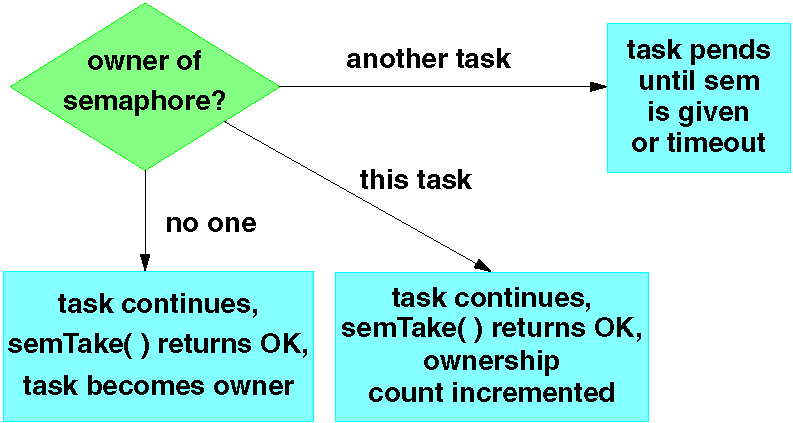 owner of
semaphore?
another task
task pends
until sem
is given
or timeout
this task
no one
task continues,
semTake( ) returns OK,
task becomes owner
task continues,
semTake( ) returns OK,
ownership
count incremented